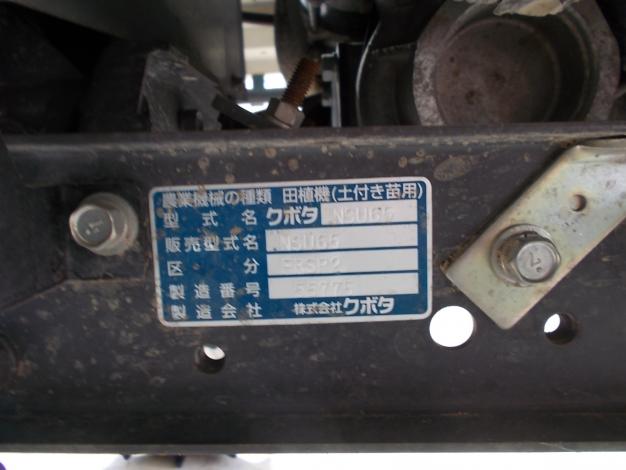 農業機械の種類 田植機(土付き苗用)
型式名 クボタ NSU65
販売型式名 NSU65
区分
製造番号
製造会社 株式会社クボタ